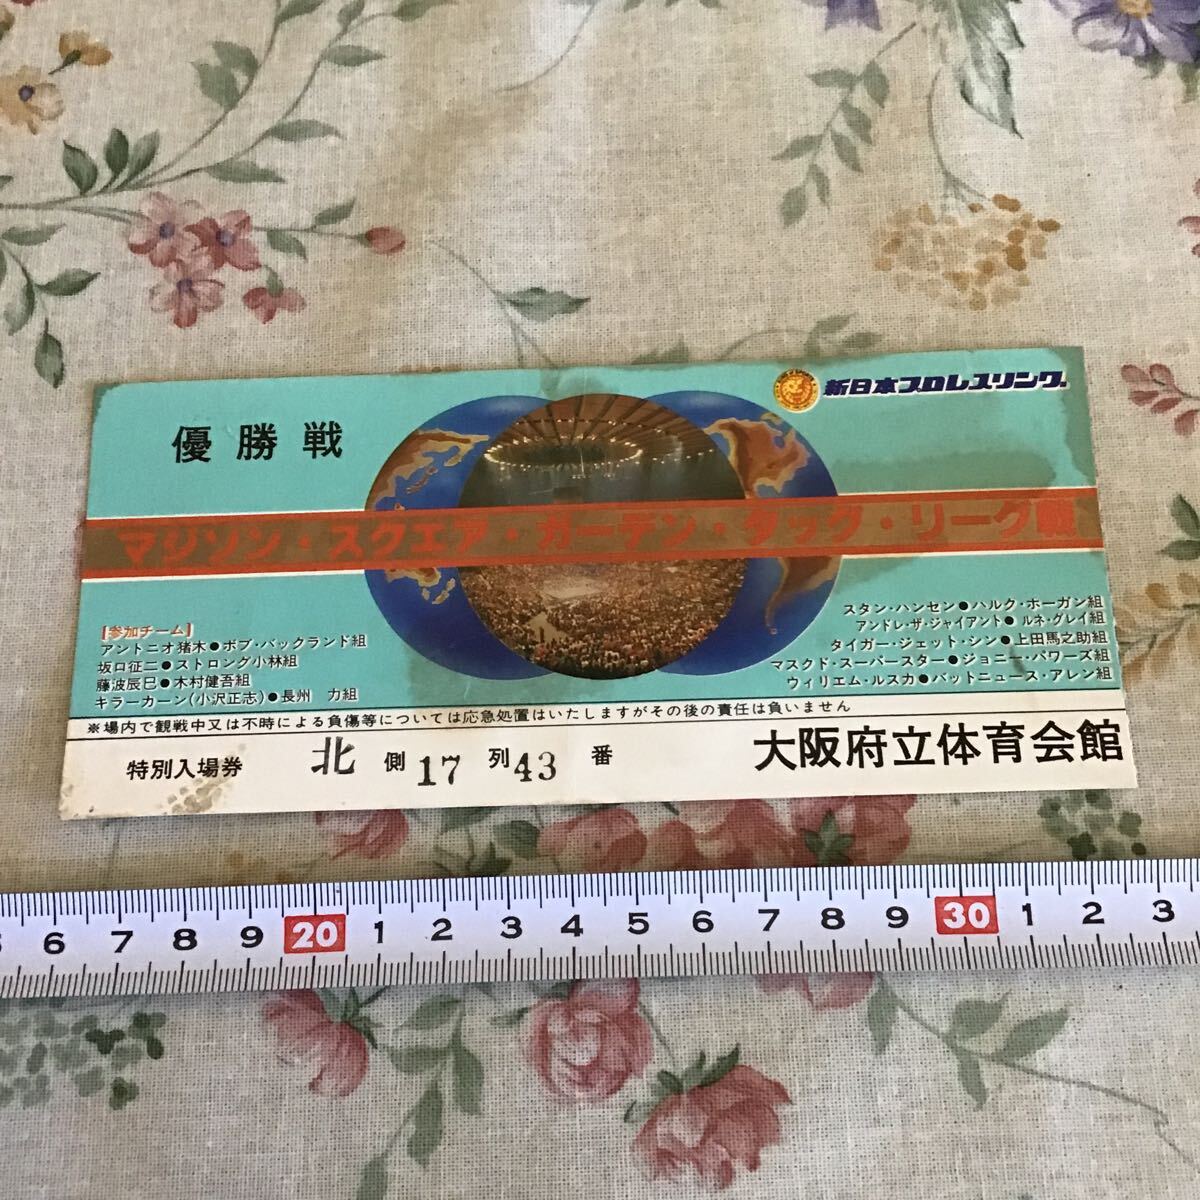 新日本プロレスリング
優勝戦
マジソン・スクエア・ガーデン・タッグ・リーグ戦
[参加チーム]
アントニオ猪木●ボブ・バックランド組
坂口征二●ストロング小林組
藤波辰巳●木村健吾組
キラーカーン(小沢正志)●長州 力組
スタン・ハンセン●ハルク・ホーガン組
アンドレ・ザ・ジャイアント●ルネ・グレイ組
タイガー・ジェット・シン●上田馬之助組
マスクド・スーパースター●ジョニー・パワーズ組
ウィリエム・ルスカ●バットニュース・アレン組
※場内で観戦中又は不時による負傷等については応急処置はいたしますがその後の責任は負いません
特別入場券 北 側 17 列 43 番 大阪府立体育会館
6 7 8 9 20 1 2 3 4 5 6 7 8 9 30 1 2 3